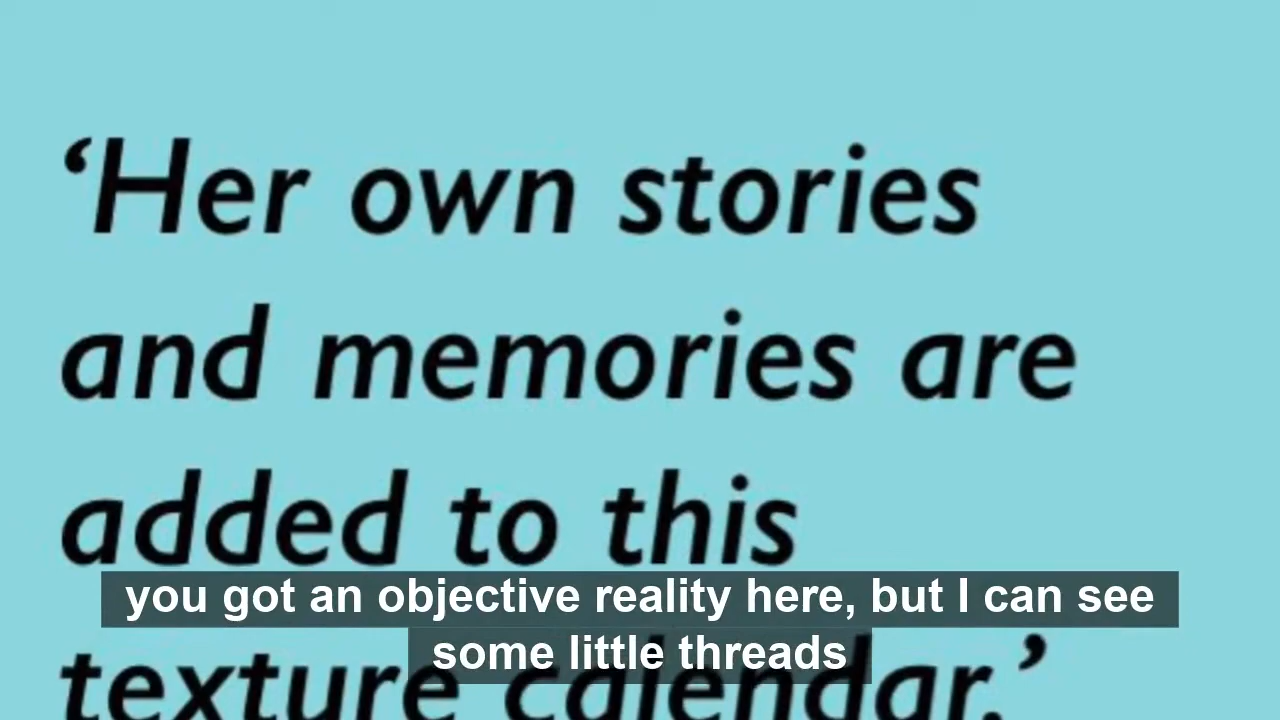 ‘Her own stories
and memories are
added to this
texture calendar.’
you got an objective reality here, but I can see
some little threads